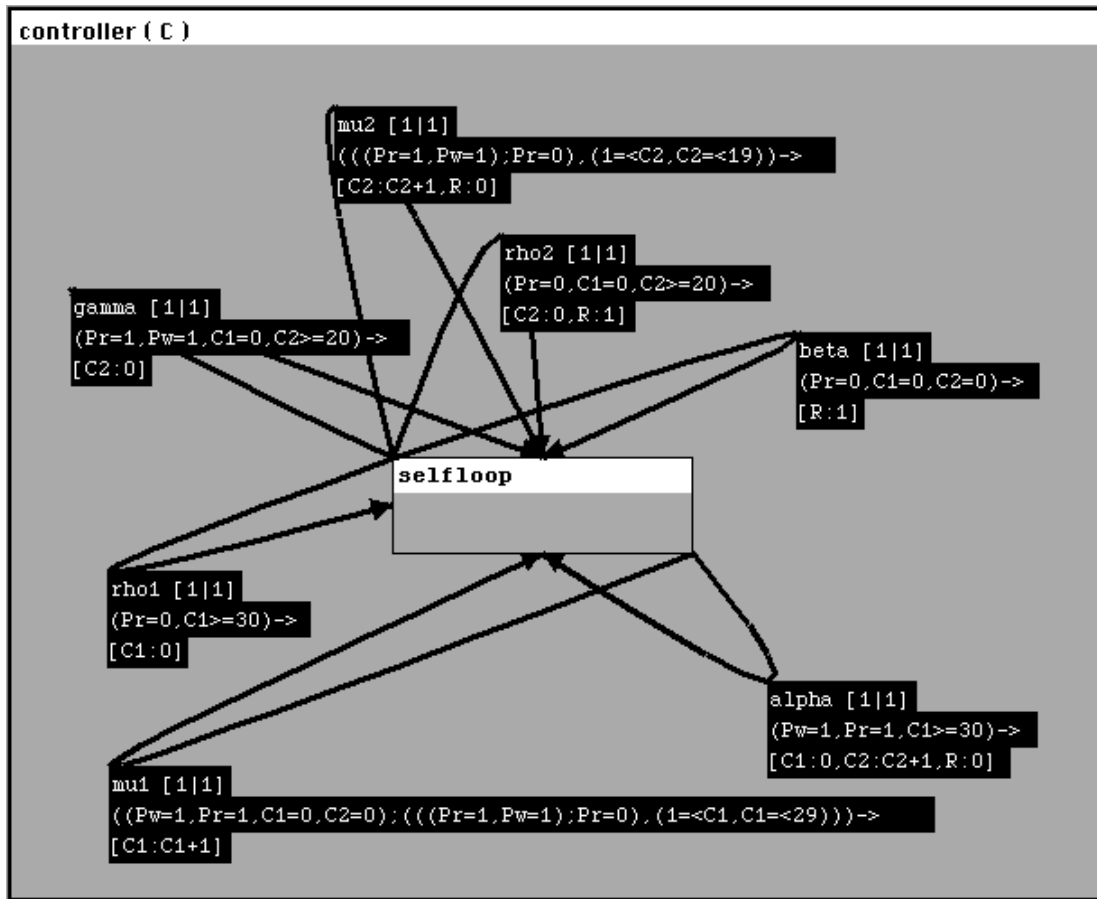 controller ( C )
mu2 [1|1]
(((Pr=1,Pw=1);Pr=0),(1=<C2,C2=<19))->
[C2:C2+1,R:0]
rho2 [1|1]
(Pr=0,C1=0,C2>=20)->
[C2:0,R:1]
gamma [1|1]
(Pr=1,Pw=1,C1=0,C2>=20)->
[C2:0]
beta [1|1]
(Pr=0,C1=0,C2=0)->
[R:1]
selfloop
rho1 [1|1]
(Pr=0,C1>=30)->
[C1:0]
alpha [1|1]
(Pw=1,Pr=1,C1>=30)->
[C1:0,C2:C2+1,R:0]
mu1 [1|1]
((Pw=1,Pr=1,C1=0,C2=0);(((Pr=1,Pw=1);Pr=0),(1=<C1,C1=<29)))->
[C1:C1+1]